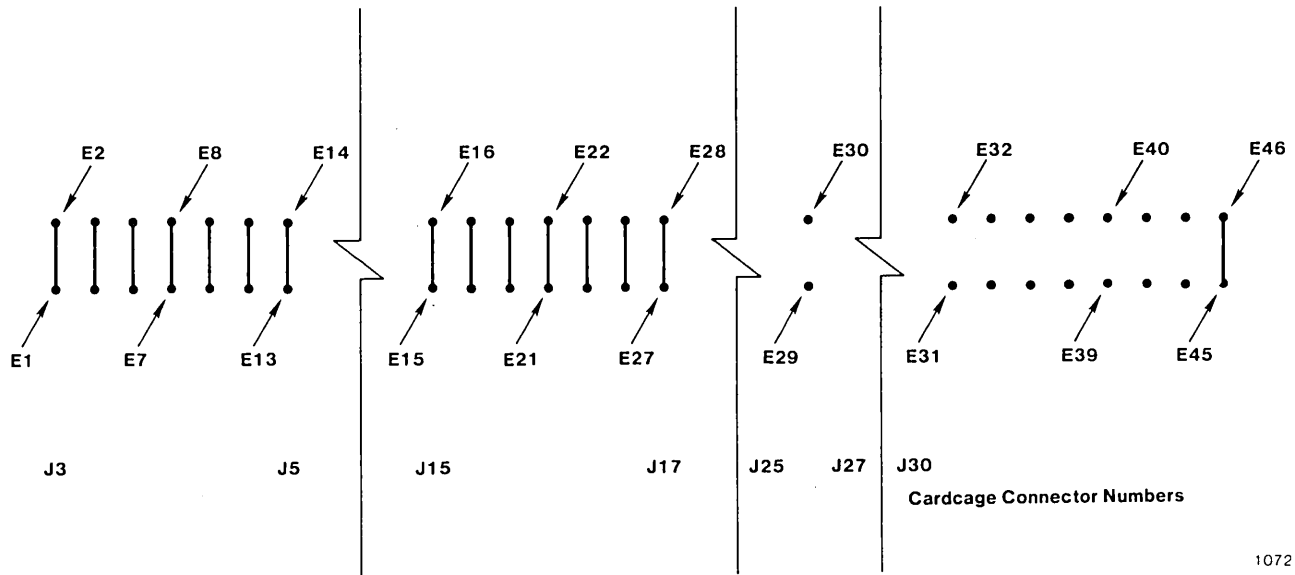 E2 E8 E14 E16 E22 E28 E30 E32 E40 E46
E1 E7 E13 E15 E21 E27 E29 E31 E39 E45
J3 J5 J15 J17 J25 J27 J30
Cardcage Connector Numbers
1072